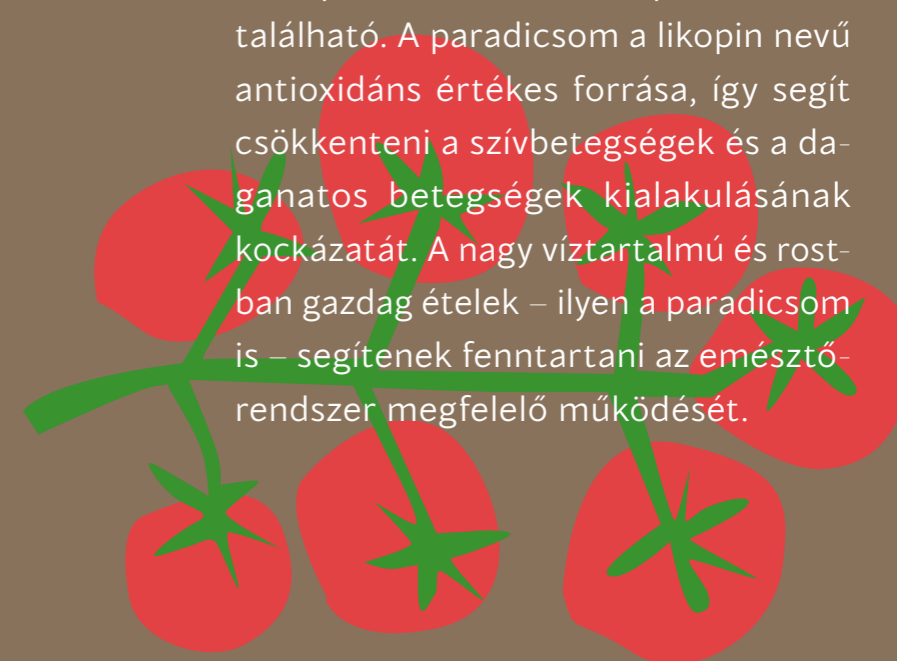 található. A paradicsom a likopin nevű
antioxidáns értékes forrása, így segít
csökkenteni a szívbetegségek és a da-
ganatos betegségek kialakulásának
kockázatát. A nagy víztartalmú és rost-
ban gazdag ételek – ilyen a paradicsom
is – segítenek fenntartani az emésztő-
rendszer megfelelő működését.